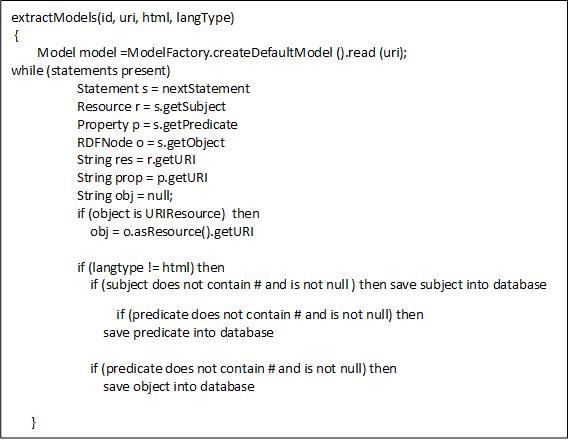 extractModels(id, uri, html, langType)
{
Model model =ModelFactory.createDefaultModel ().read (uri);
while (statements present)
Statement s = nextStatement
Resource r = s.getSubject
Property p = s.getPredicate
RDFNode o = s.getObject
String res = r.getURI
String prop = p.getURI
String obj = null;
if (object is URIResource)  then
obj = o.asResource().getURI
if (langtype != html) then
if (subject does not contain # and is not null ) then save subject into database
if (predicate does not contain # and is not null) then
save predicate into database
if (predicate does not contain # and is not null) then
save object into database
}